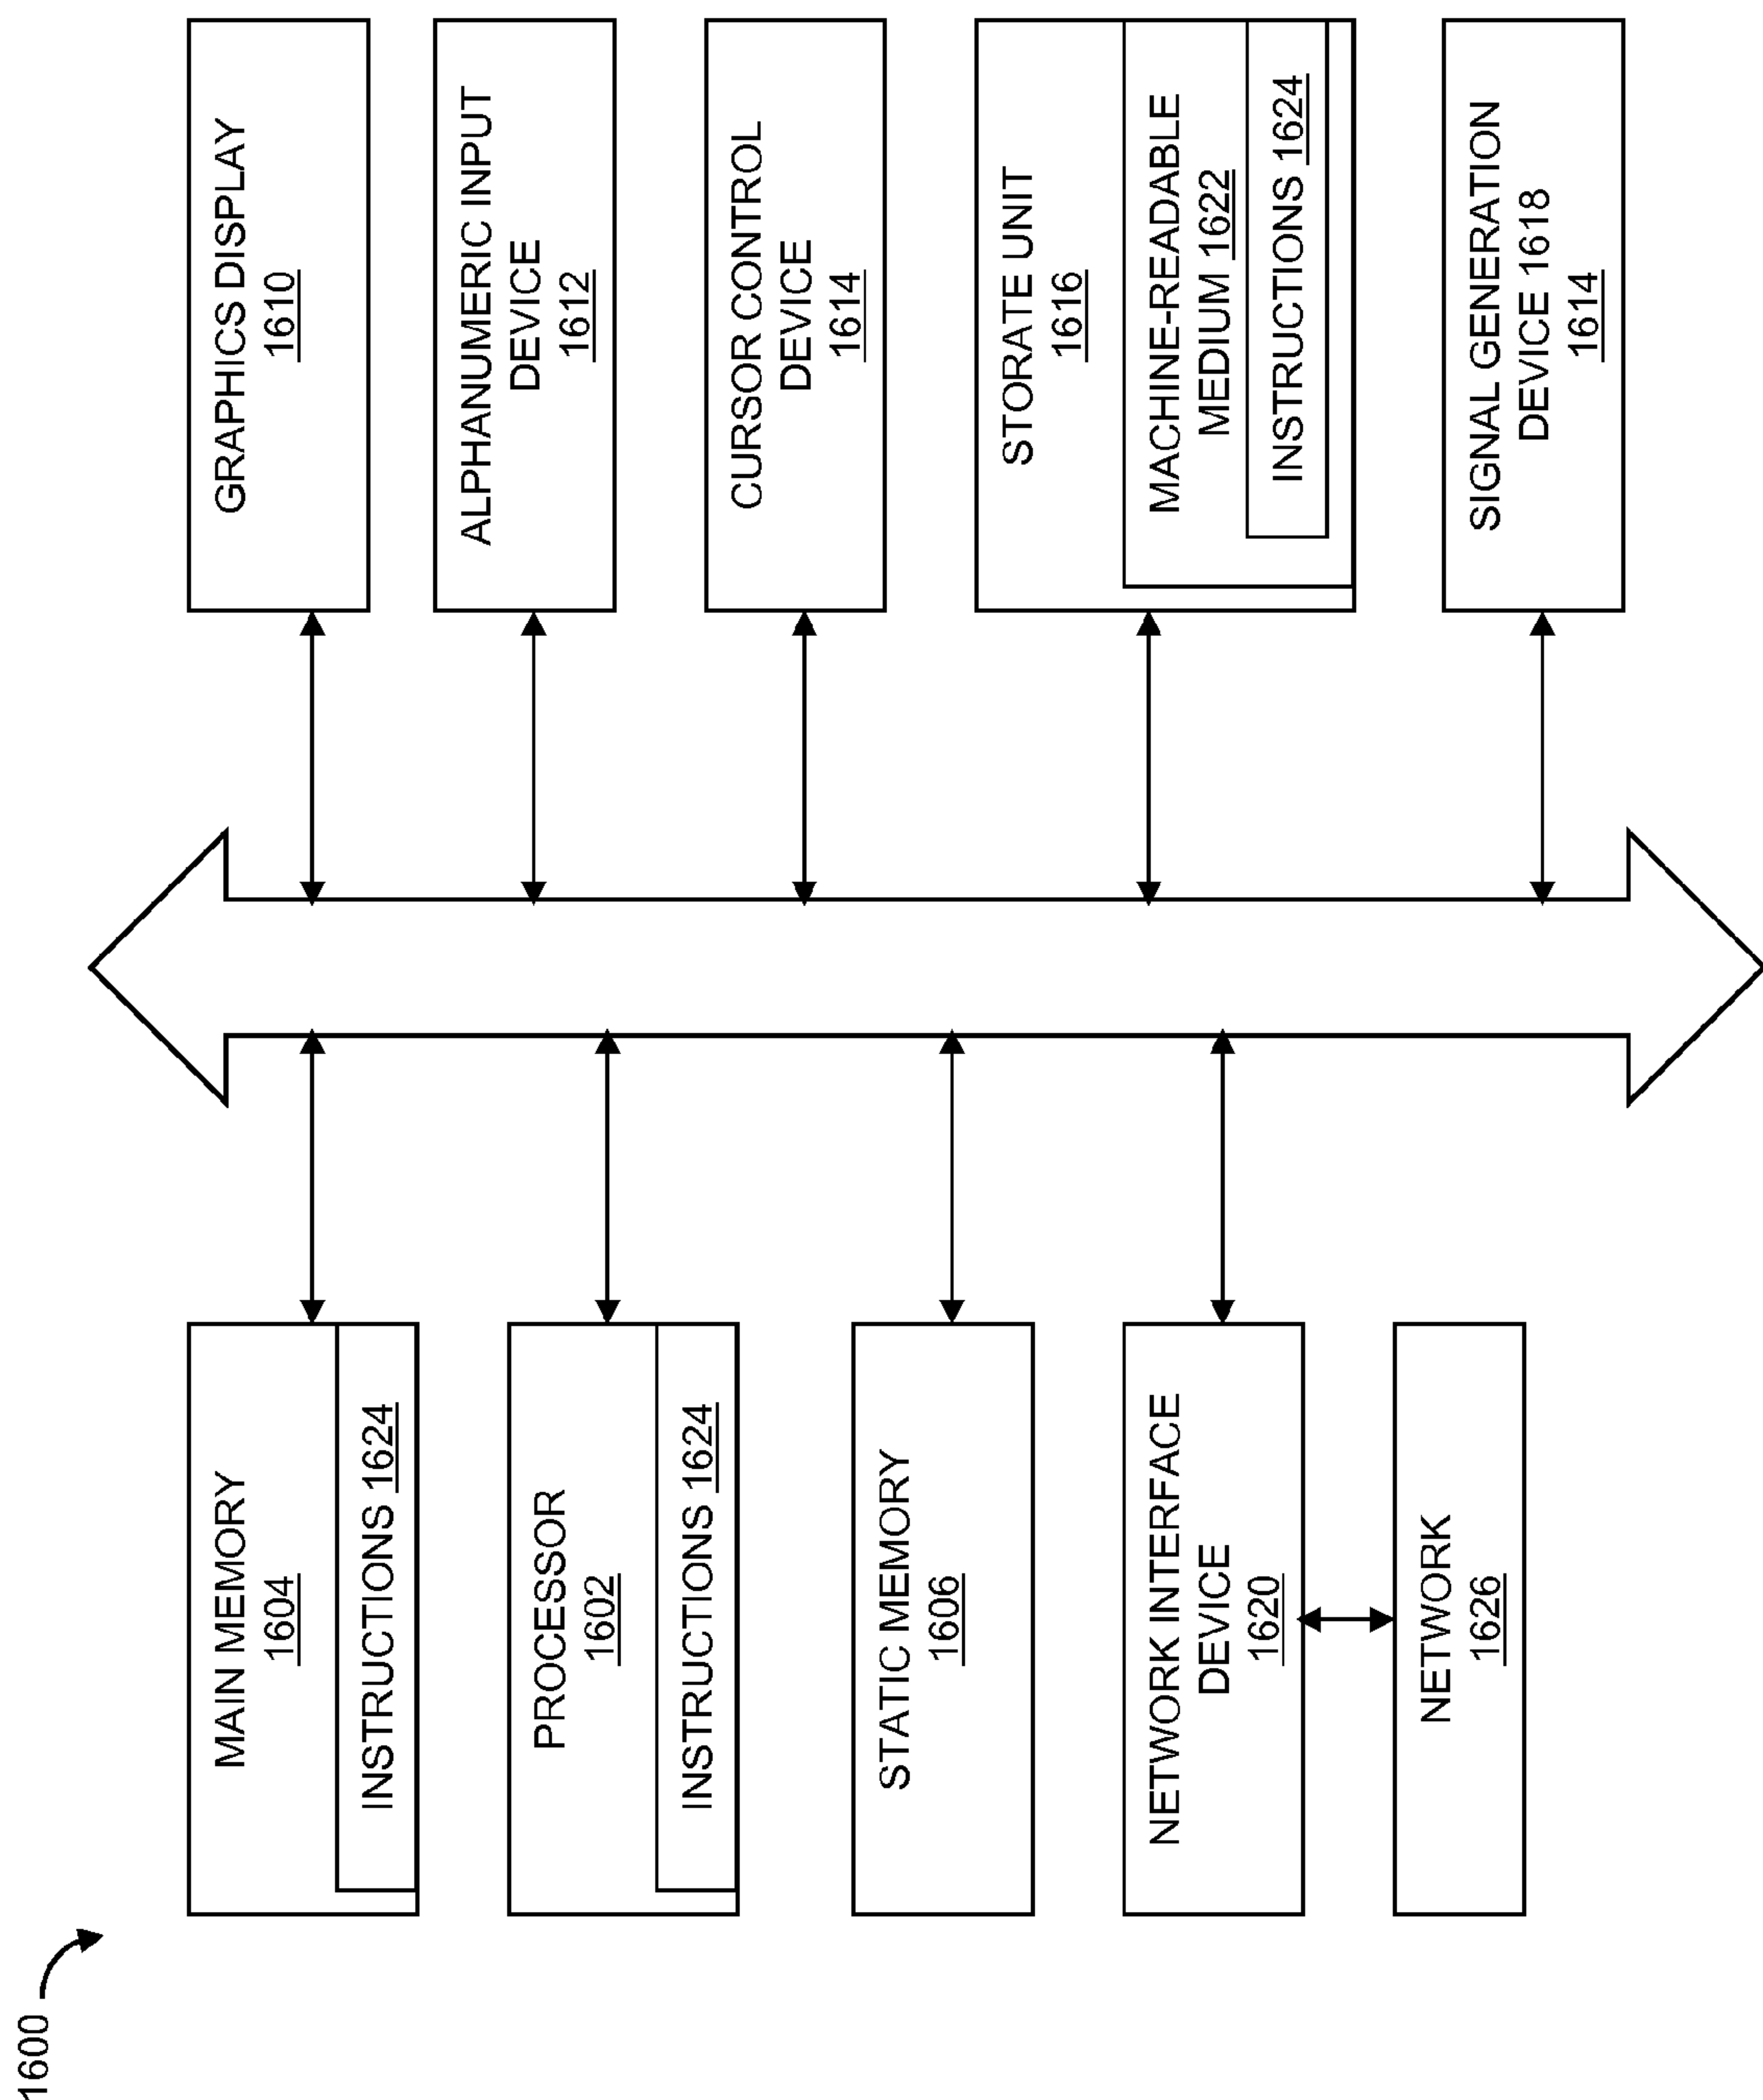 1600
MAIN MEMORY
1604
INSTRUCTIONS 1624
PROCESSOR
1602
INSTRUCTIONS 1624
STATIC MEMORY
1606
NETWORK INTERFACE
DEVICE
1620
NETWORK
1626
GRAPHICS DISPLAY
1610
ALPHANUMERIC INPUT
DEVICE
1612
CURSOR CONTROL
DEVICE
1614
STORATE UNIT
1616
MACHINE-READABLE
MEDIUM 1622
INSTRUCTIONS 1624
SIGNAL GENERATION
DEVICE 1618
1614